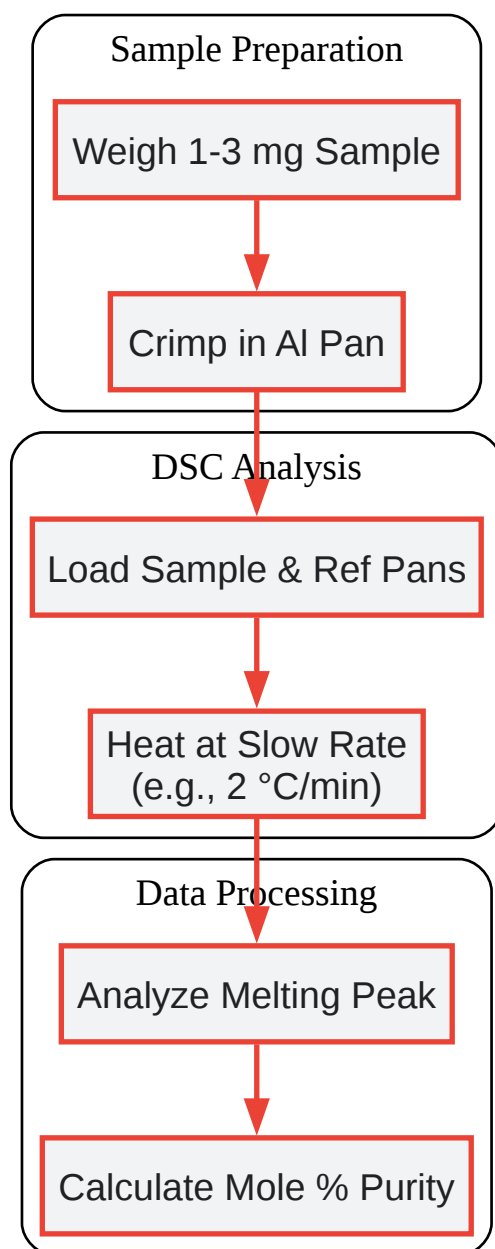 Sample Preparation
Weigh 1-3 mg Sample
Crimp in Al Pan
DSC Analysis
Load Sample & Ref Pans
Heat at Slow Rate
(e.g., 2 °C/min)
Data Processing
Analyze Melting Peak
Calculate Mole % Purity